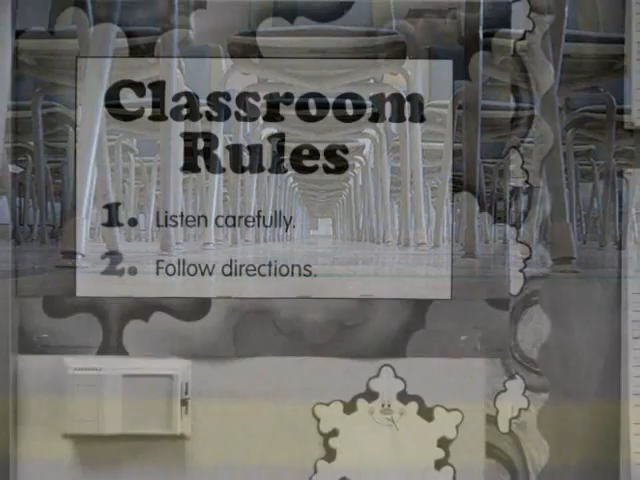 Classroom
Rules
1. Listen carefully.
2. Follow directions.